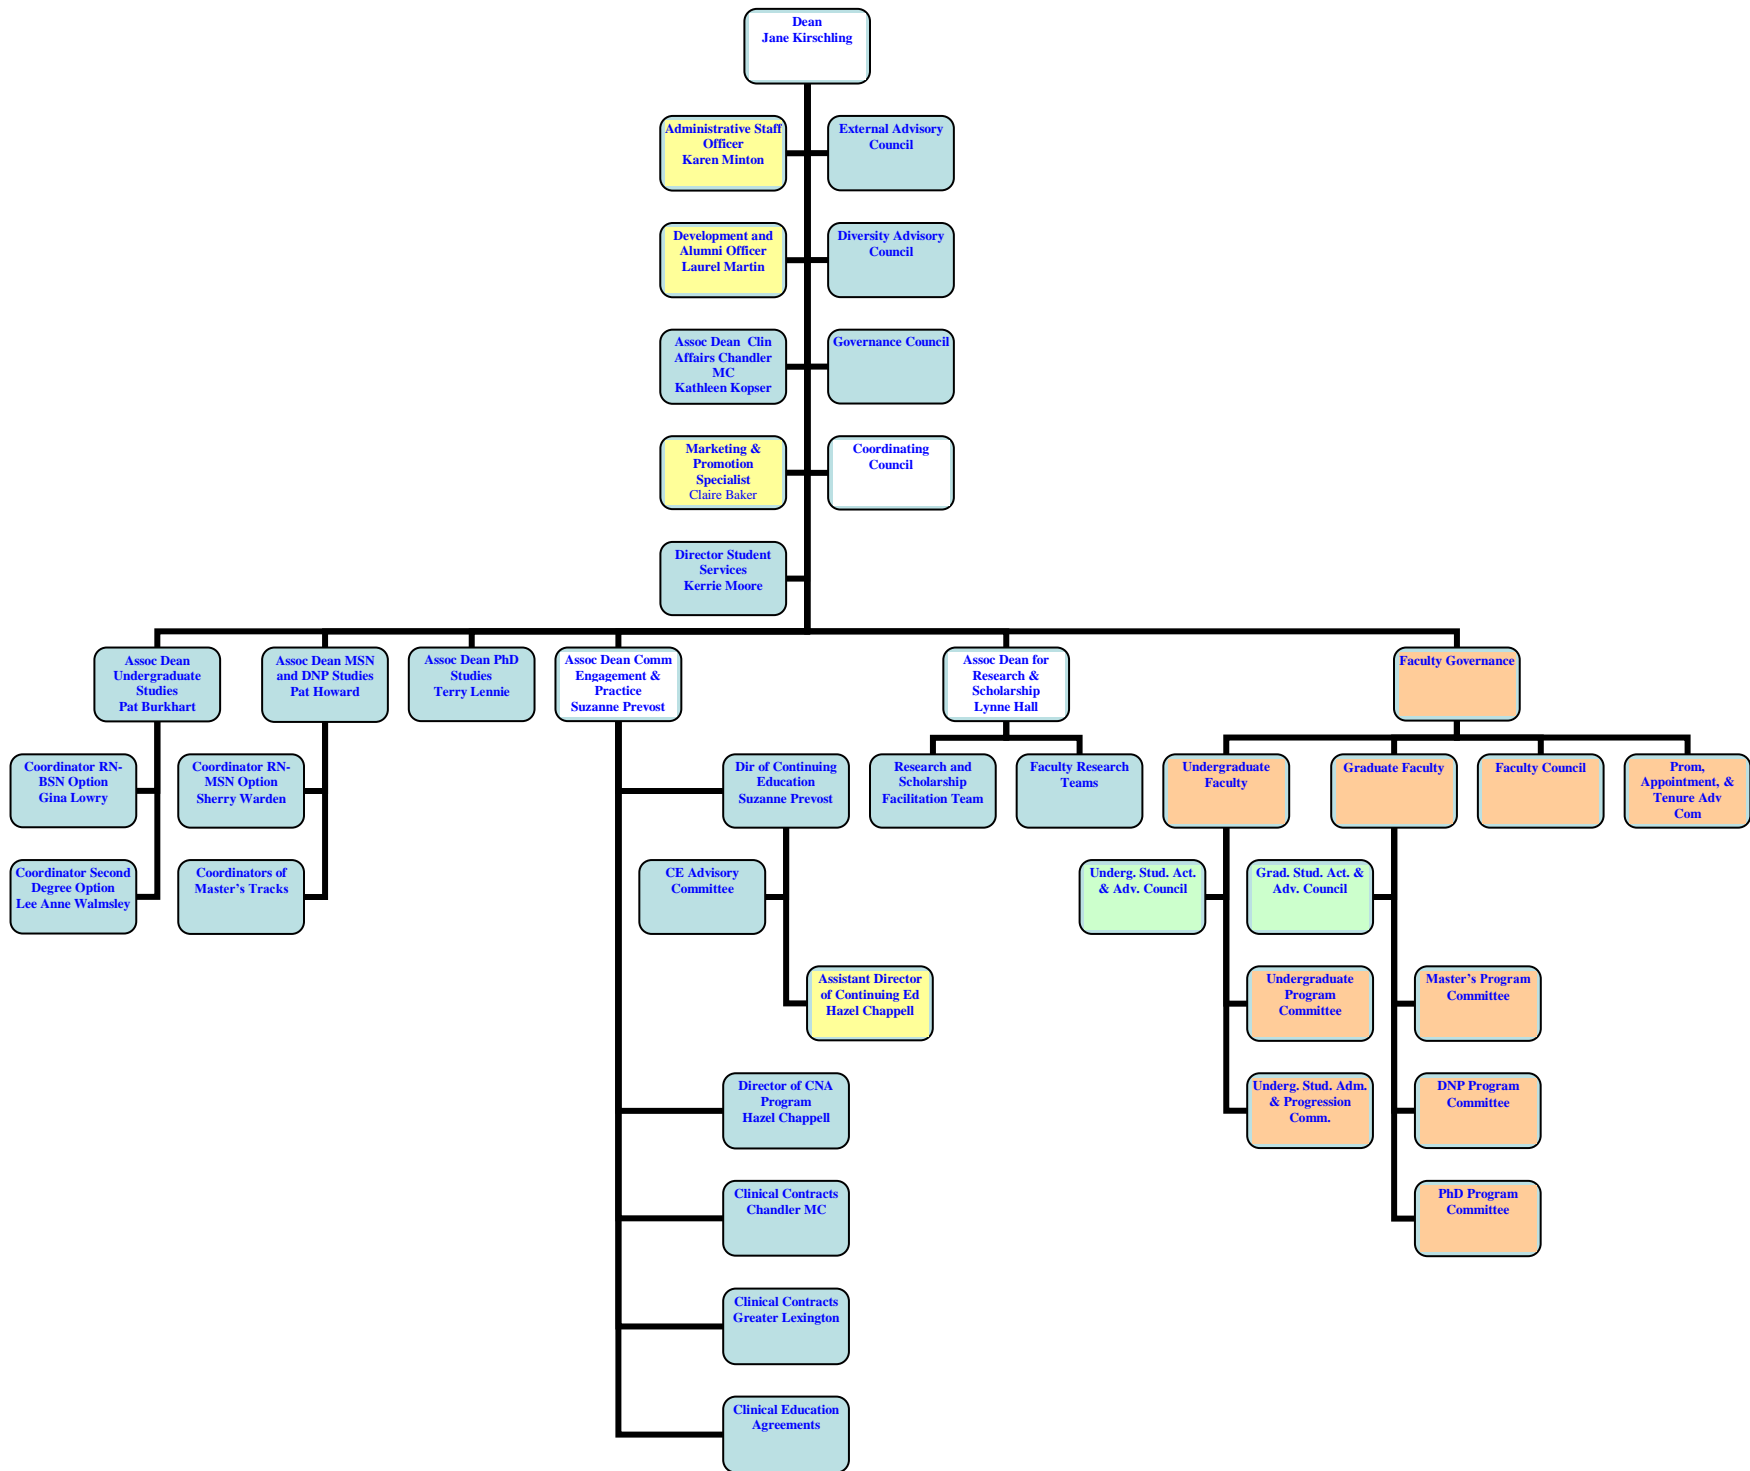 Dean
Jane Kirschling
Administrative Staff
Officer
Karen Minton
External Advisory
Council
Development and
Alumni Officer
Laurel Martin
Diversity Advisory
Council
Assoc Dean  Clin
Affairs Chandler
MC
Kathleen Kopser
Governance Council
Marketing &
Promotion
Specialist
Claire Baker
Coordinating
Council
Director Student
Services
Kerrie Moore
Assoc Dean
Undergraduate
Studies
Pat Burkhart
Assoc Dean MSN
and DNP Studies
Pat Howard
Assoc Dean PhD
Studies
Terry Lennie
Assoc Dean Comm
Engagement &
Practice
Suzanne Prevost
Assoc Dean for
Research &
Scholarship
Lynne Hall
Faculty Governance
Coordinator RN-
BSN Option
Gina Lowry
Coordinator RN-
MSN Option
Sherry Warden
Dir of Continuing
Education
Suzanne Prevost
Research and
Scholarship
Facilitation Team
Faculty Research
Teams
Undergraduate
Faculty
Graduate Faculty
Faculty Council
Prom,
Appointment, &
Tenure Adv
Com
Coordinator Second
Degree Option
Lee Anne Walmsley
Coordinators of
Master’s Tracks
CE Advisory
Committee
Underg. Stud. Act.
& Adv. Council
Grad. Stud. Act. &
Adv. Council
Assistant Director
of Continuing Ed
Hazel Chappell
Undergraduate
Program
Committee
Master’s Program
Committee
Director of CNA
Program
Hazel Chappell
Underg. Stud. Adm.
& Progression
Comm.
DNP Program
Committee
Clinical Contracts
Chandler MC
PhD Program
Committee
Clinical Contracts
Greater Lexington
Clinical Education
Agreements